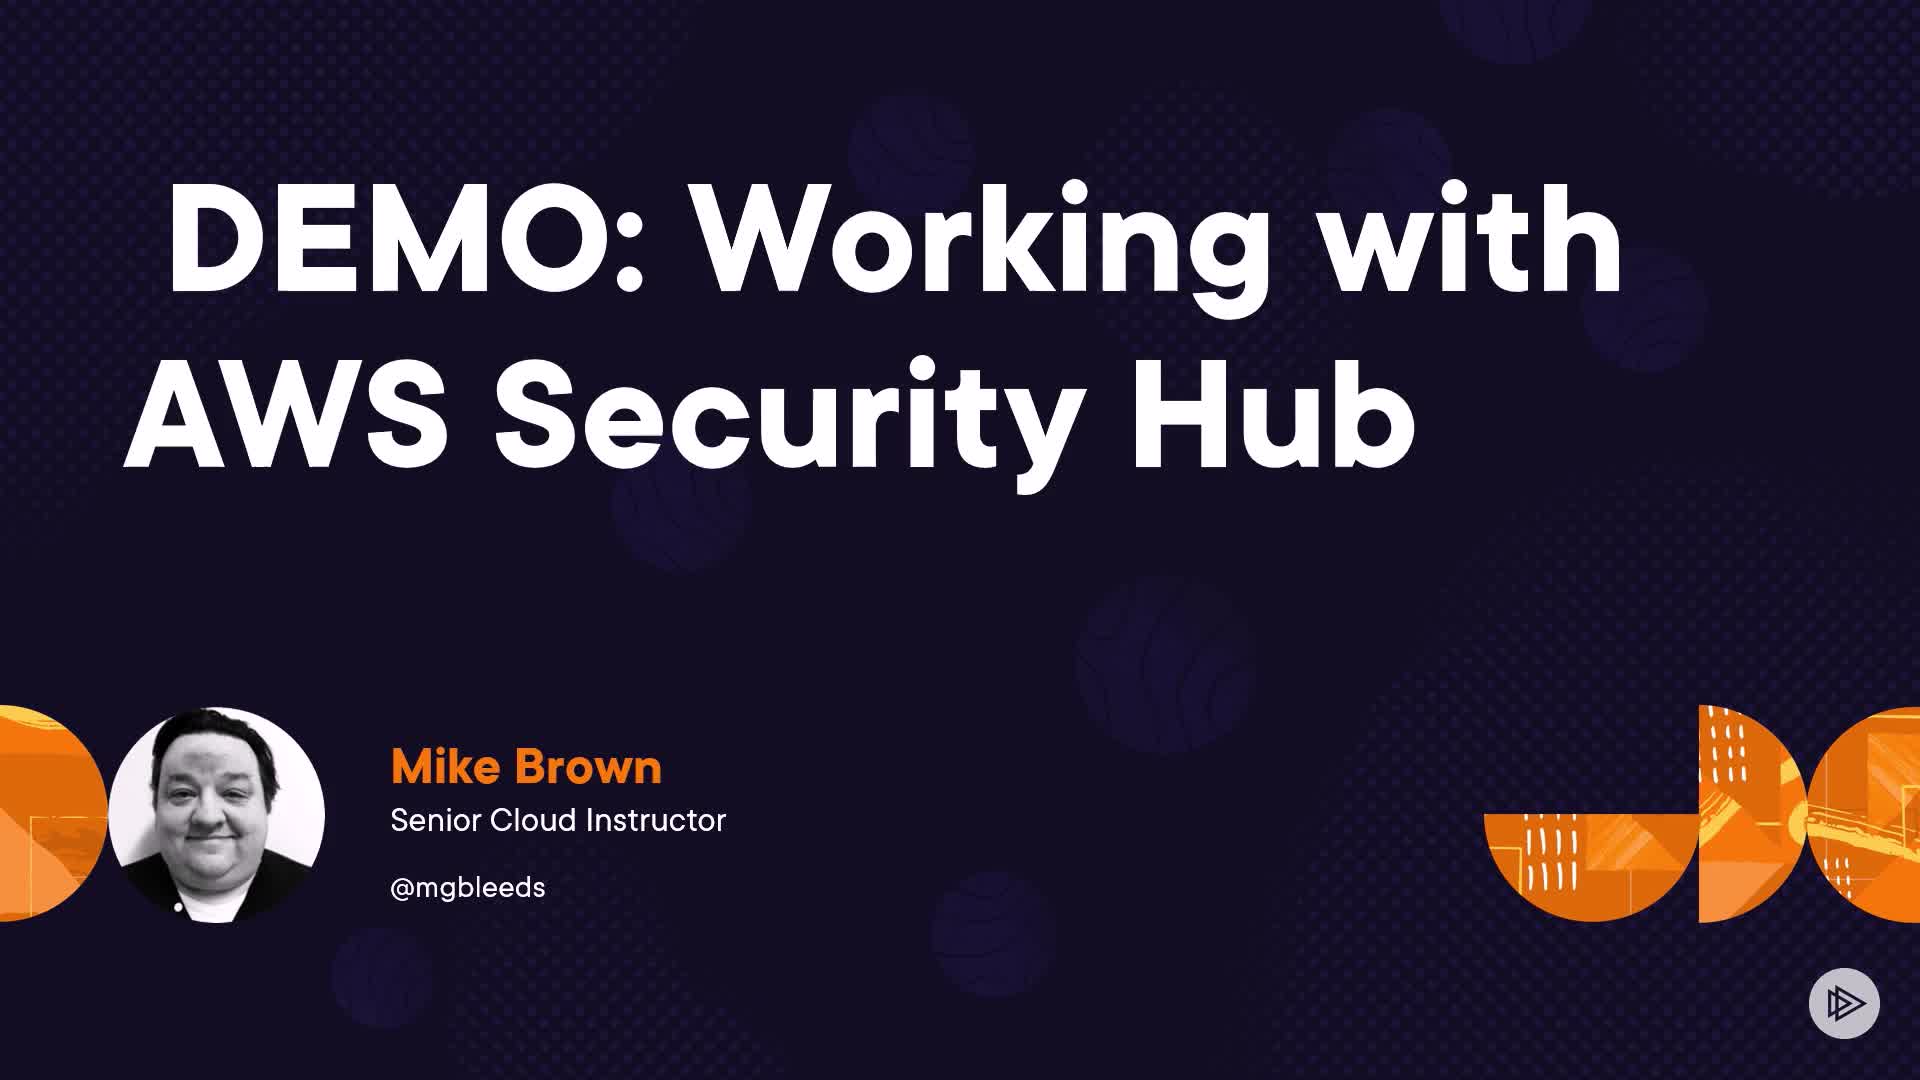 DEMO: Working with
AWS Security Hub
Mike Brown
Senior Cloud Instructor
@mgbleeds